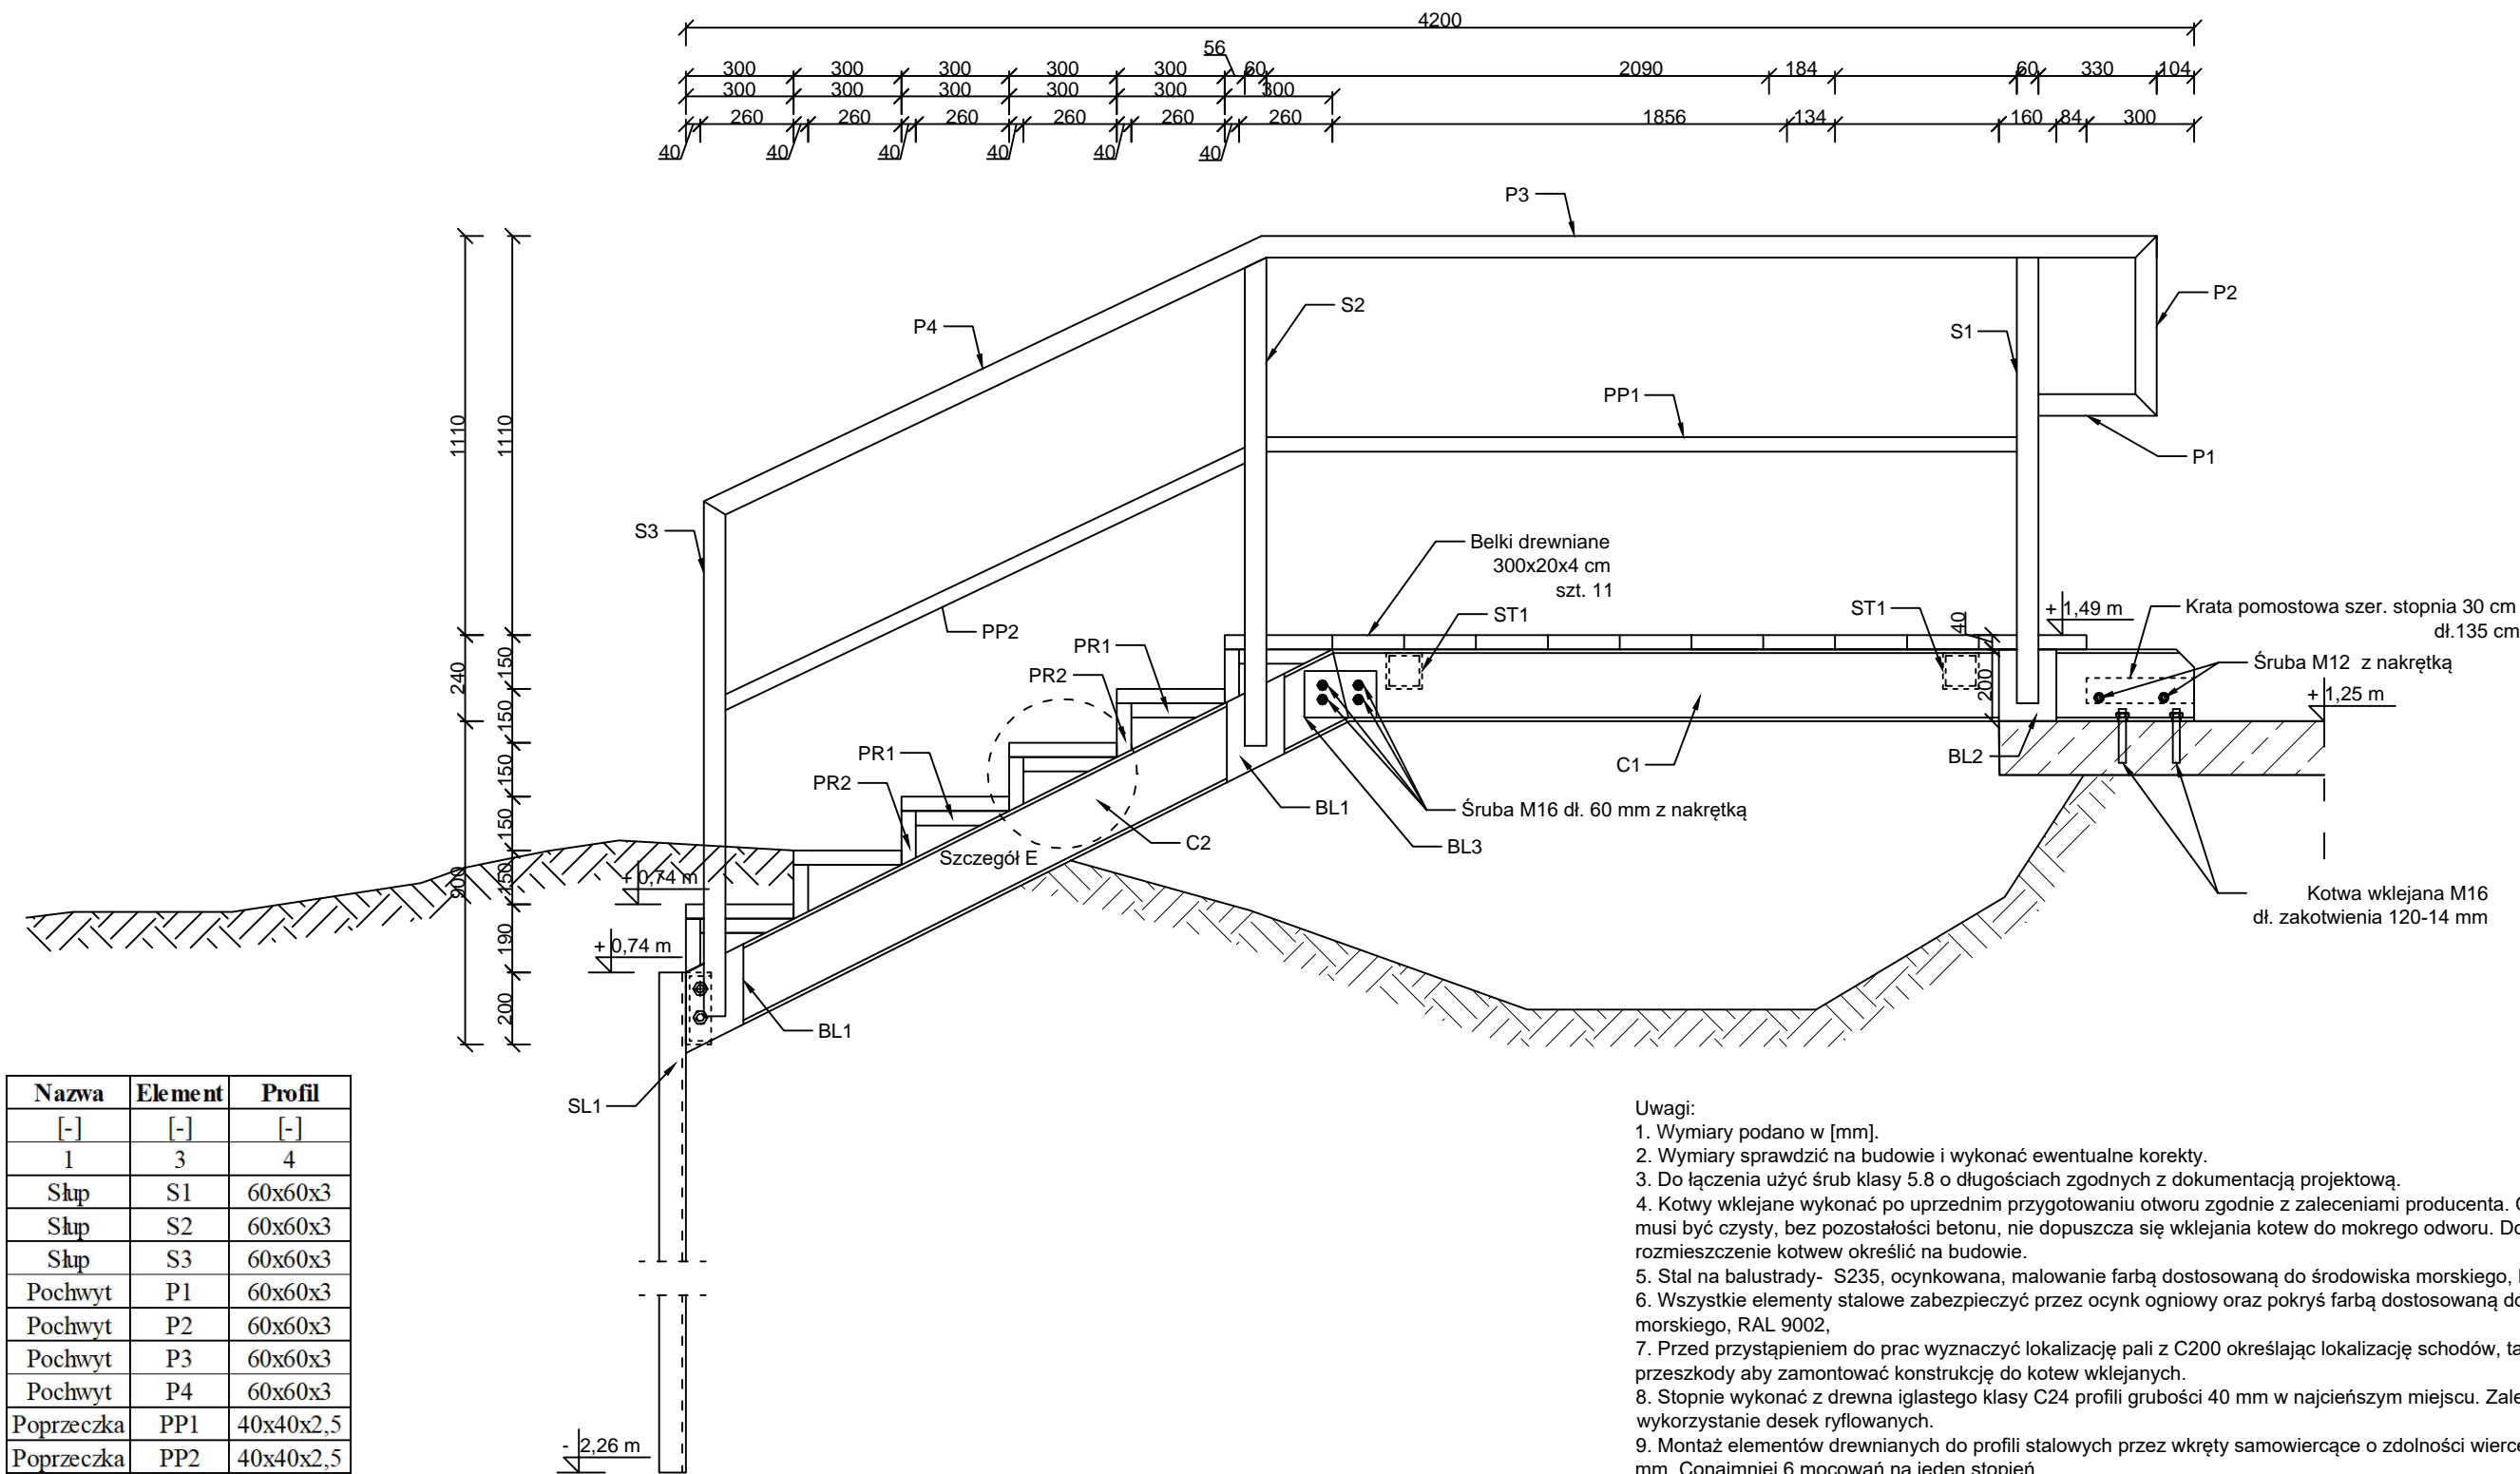 4200
56
300 300 300 300 300 60 2090 184 60 330 104
300 300 300 300 300 300
260 260 260 260 260 260 1856 134 160 84 300
40 40 40 40 40 40
P3
P2
S2
P4
S1
1110
1110
PP1
P1
S3
Belki drewniane
300x20x4 cm
szt. 11
ST1
ST1
40
+ 1,49 m
Krata pomostowa szer. stopnia 30 cm
dł.135 cm
PP2
PR1
Śruba M12 z nakrętką
240
150
PR2
200
+ 1,25 m
150
PR1
BL2
150
C1
PR2
BL1
Śruba M16 dł. 60 mm z nakrętką
150
C2
BL3
Szczegół E
900
150
+ 0,74 m
Kotwa wklejana M16
dł. zakotwienia 120-14 mm
190
+ 0,74 m
200
BL1
SL1
- 2,26 m
Nazwa Element Profil
[-] [-] [-]
1 3 4
Słup S1 60x60x3
Słup S2 60x60x3
Słup S3 60x60x3
Pochwyt P1 60x60x3
Pochwyt P2 60x60x3
Pochwyt P3 60x60x3
Pochwyt P4 60x60x3
Poprzeczka PP1 40x40x2,5
Poprzeczka PP2 40x40x2,5
Uwagi:
1. Wymiary podano w [mm].
2. Wymiary sprawdzić na budowie i wykonać ewentualne korekty.
3. Do łączenia użyć śrub klasy 5.8 o długościach zgodnych z dokumentacją projektową.
4. Kotwy wklejane wykonać po uprzednim przygotowaniu otworu zgodnie z zaleceniami producenta.
musi być czysty, bez pozostałości betonu, nie dopuszcza się wklejania kotew do mokrego odworu.
rozmieszczenie kotwew określić na budowie.
5. Stal na balustrady- S235, ocynkowana, malowanie farbą dostosowaną do środowiska morskiego,
6. Wszystkie elementy stalowe zabezpieczyć przez ocynk ogniowy oraz pokryś farbą dostosowaną
morskiego, RAL 9002,
7. Przed przystąpieniem do prac wyznaczyć lokalizację pali z C200 określając lokalizację schodów,
przeszkody aby zamontować konstrukcję do kotew wklejanych.
8. Stopnie wykonać z drewna iglastego klasy C24 profili grubości 40 mm w najcieńszym miejscu.
wykorzystanie desek ryflowanych.
9. Montaż elementów drewnianych do profili stalowych przez wkręty samowiercące o zdolności
mm. Conajmniej 6 mocowań na jeden stopień